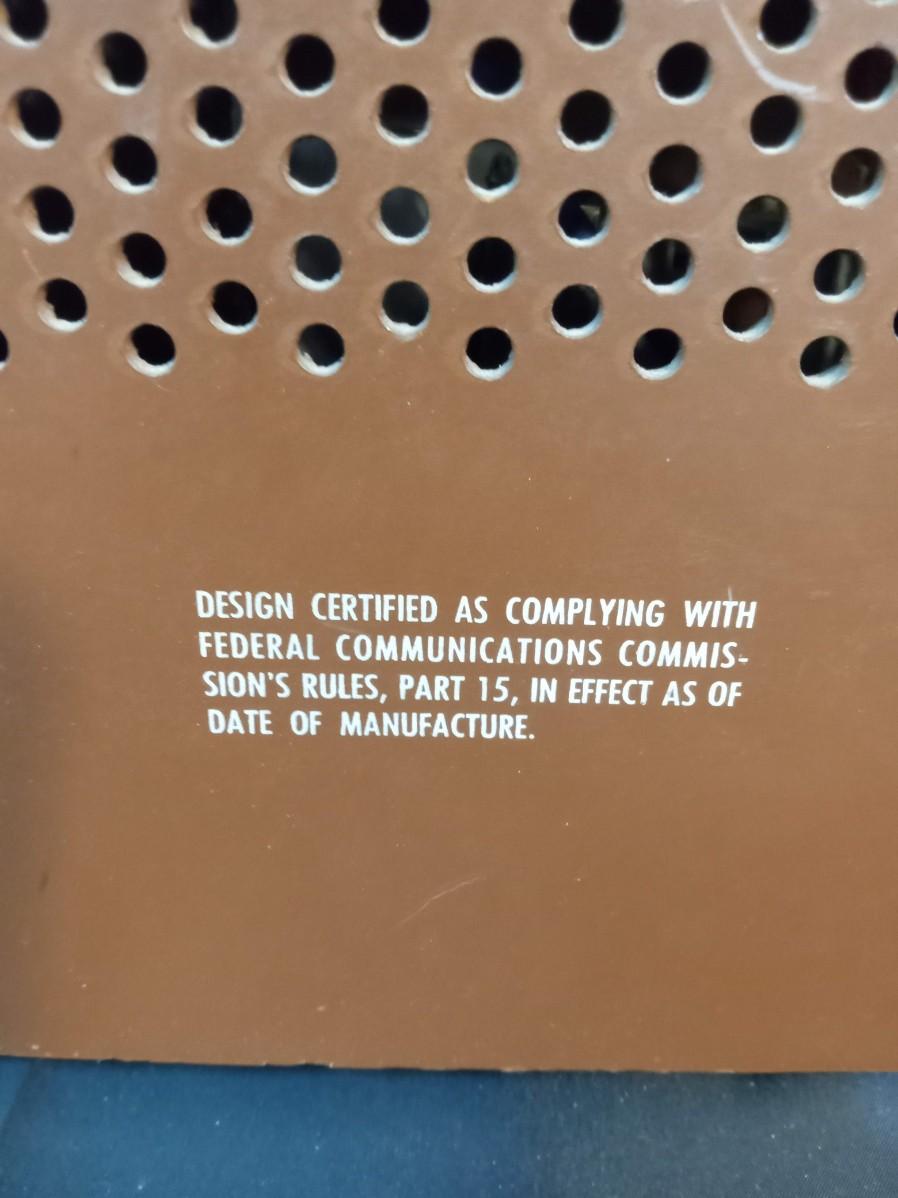 DESIGN CERTIFIED AS COMPLYING WITH
FEDERAL COMMUNICATIONS COMMIS-
SION'S RULES, PART 15, IN EFFECT AS OF
DATE OF MANUFACTURE.